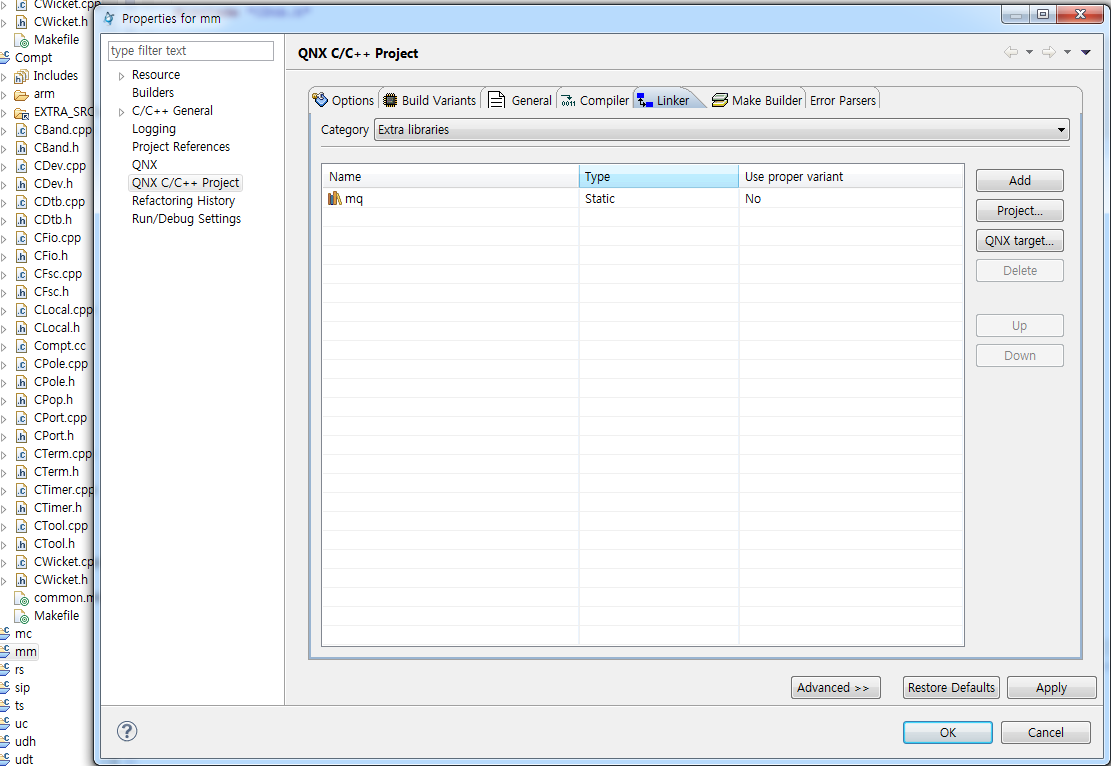 CWicket.cpp
CWicket.h
Makefile
Compt
Includes
arm
EXTRA_SRC
CBand.cpp
CBand.h
CDev.cpp
CDev.h
CDtb.cpp
CDtb.h
CFio.cpp
CFio.h
CFsc.cpp
CFsc.h
CLocal.cpp
CLocal.h
Compt.cc
CPole.cpp
CPole.h
CPop.h
CPort.cpp
CPort.h
CTerm.cpp
CTerm.h
CTimer.cpp
CTimer.h
CTool.cpp
CTool.h
CWicket.cp
CWicket.h
common.m
Makefile
mc
mm
rs
sip
ts
uc
udh
udt
Properties for mm
type filter text
Resource
Builders
C/C++ General
Logging
Project References
QNX
QNX C/C++ Project
Refactoring History
Run/Debug Settings
QNX C/C++ Project
Options Build Variants General Compiler Linker Make Builder Error Parsers
Category Extra libraries
Name Type Use proper variant
mq Static No
Add
Project...
QNX target...
Delete
Up
Down
Advanced >> Restore Defaults Apply
? OK Cancel